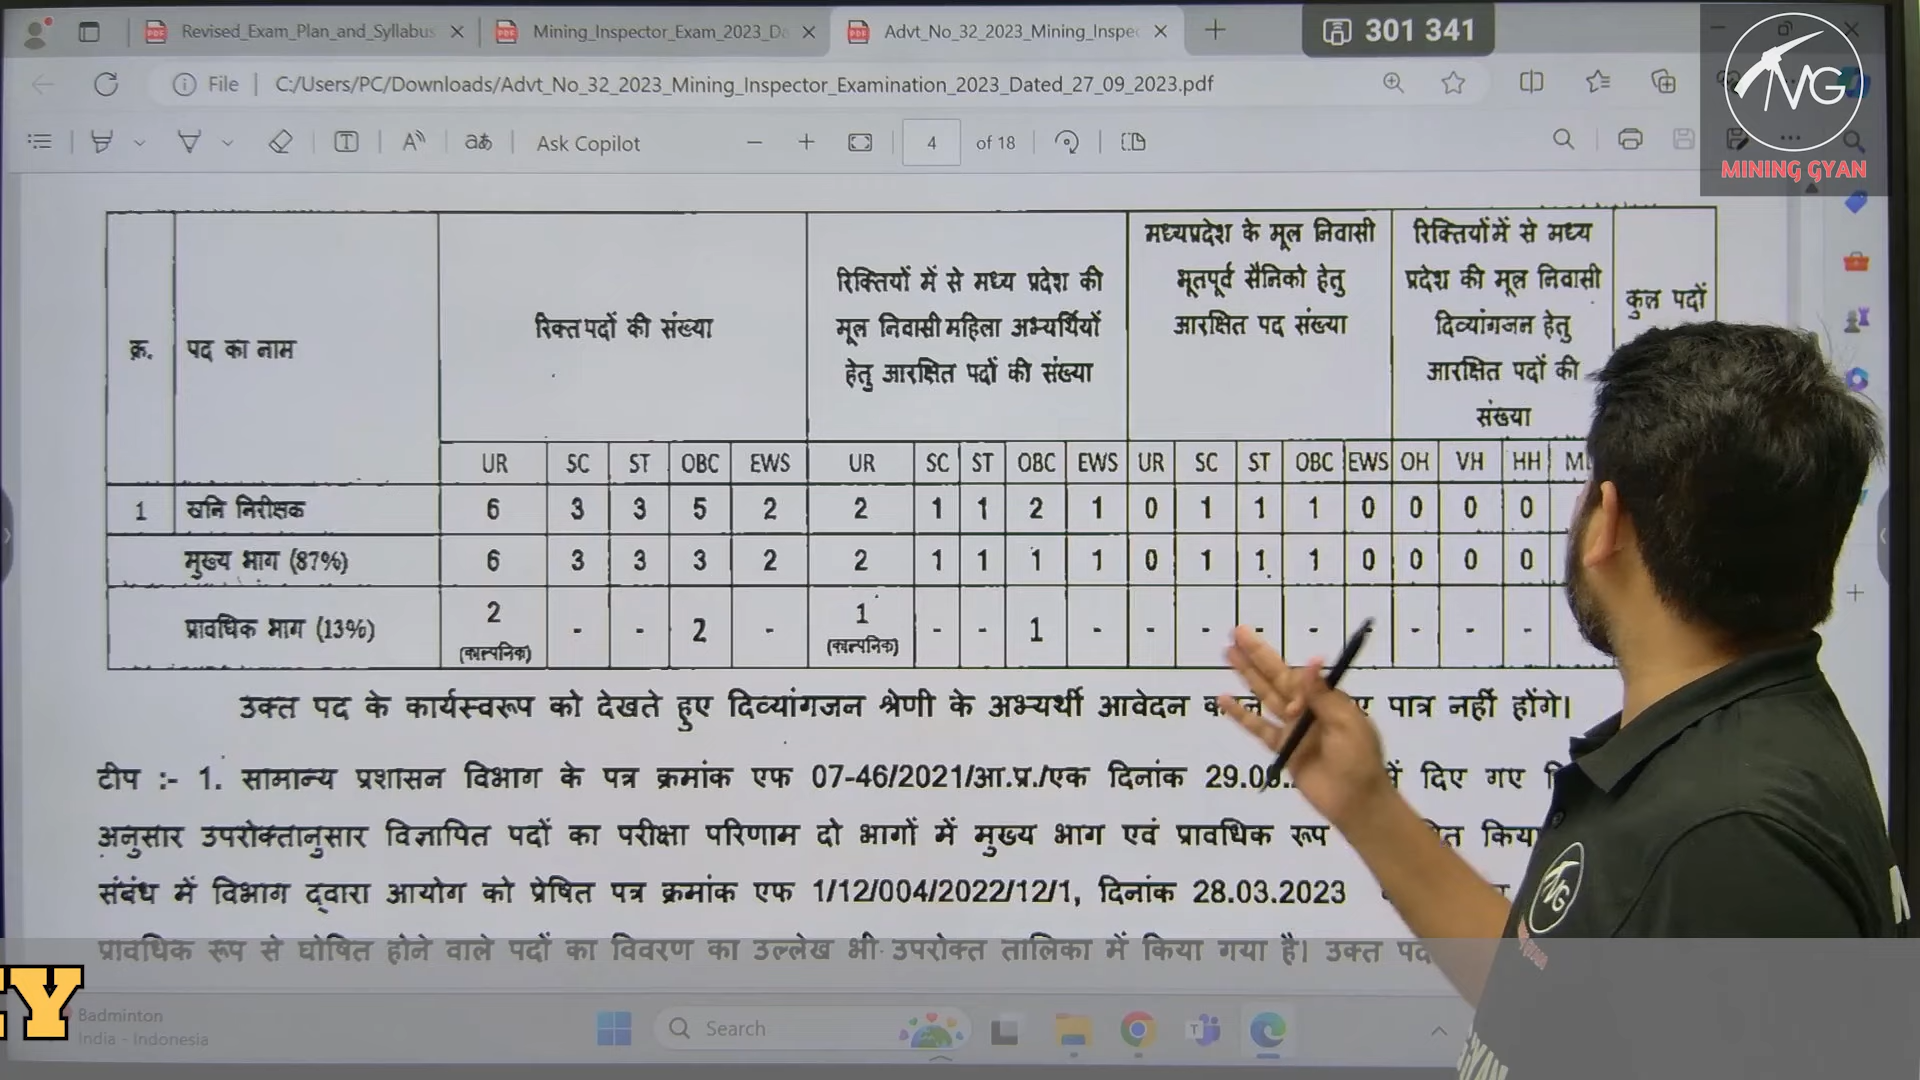 Revised_Exam_Plan_and_Syllabus
Mining_Inspector_Exam_2023_Da
Advt_No_32_2023_Mining_Inspec
301 341
File
C:/Users/PC/Downloads/Advt_No_32_2023_Mining_Inspector_Examination_2023_Dated_27_09_2023.pdf
MG
MINING GYAN
Ask Copilot
4 of 18
क्र. पद का नाम रिक्त पदों की संख्या
रिक्तियों में से मध्य प्रदेश की
मूल निवासी महिला अभ्यर्थियों
हेतु आरक्षित पदों की संख्या
मध्यप्रदेश के मूल निवासी
भूतपूर्व सैनिको हेतु
आरक्षित पद संख्या
रिक्तियों में से मध्य
प्रदेश की मूल निवासी
दिव्यांगजन हेतु
आरक्षित पदों की
संख्या
कुल पदों
UR SC ST OBC EWS UR SC ST OBC EWS UR SC ST OBC EWS OH VH HH
1 खनि निरीक्षक 6 3 3 5 2 2 1 1 2 1 0 1 1 1 0 0 0 0
मुख्य भाग (87%) 6 3 3 3 2 2 1 1 1 1 0 1 1 1 0 0 0 0
प्रावधिक भाग (13%) 2 (काल्पनिक) - - 2 - 1 (काल्पनिक) - - 1 - - - - - - - - -
उक्त पद के कार्यस्वरूप को देखते हुए दिव्यांगजन श्रेणी के अभ्यर्थी आवेदन पात्र नहीं होंगे।
टीप :- 1. सामान्य प्रशासन विभाग के पत्र क्रमांक एफ 07-46/2021/आ.प्र./एक दिनांक में दिए गए
अनुसार उपरोक्तानुसार विज्ञापित पदों का परीक्षा परिणाम दो भागों में मुख्य भाग एवं प्रावधिक रूप किया
संबंध में विभाग द्वारा आयोग को प्रेषित पत्र क्रमांक एफ 1/12/004/2022/12/1, दिनांक 28.03.2023
प्रावधिक रूप से घोषित होने वाले पदों का विवरण का उल्लेख भी उपरोक्त तालिका में किया गया है। उक्त पद
Badminton
India - Indonesia
Search
MG